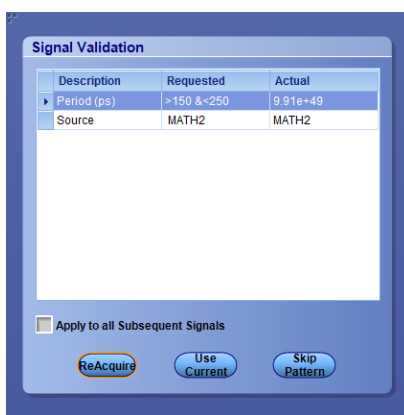 Signal Validation
Description Requested Actual
Period (ps) >150 &<250 9.91e+49
Source MATH2 MATH2
Apply to all Subsequent Signals
ReAcquire
Use
Current
Skip
Pattern